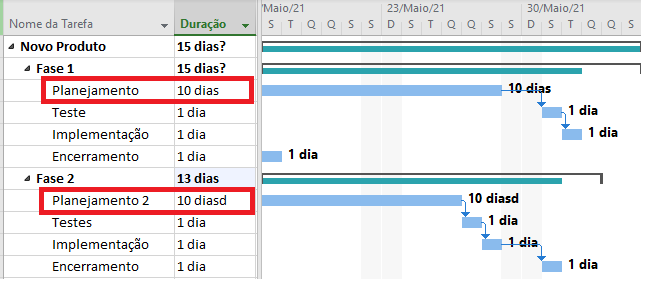 Nome da Tarefa Duração /Maio/21 23/Maio/21 30/Maio/21
S T Q Q S S D S T Q Q S S D S T Q Q S
Novo Produto 15 dias?
Fase 1 15 dias?
Planejamento 10 dias 10 dias
Teste 1 dia 1 dia
Implementação 1 dia 1 dia
Encerramento 1 dia 1 dia
Fase 2 13 dias
Planejamento 2 10 diasd 10 diasd
Testes 1 dia 1 dia
Implementação 1 dia 1 dia
Encerramento 1 dia 1 dia